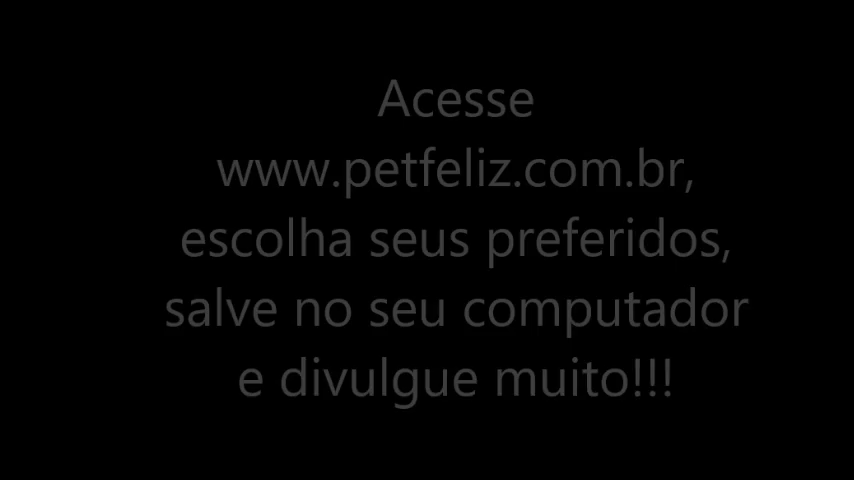 Acesse
www.petfeliz.com.br,
escolha seus preferidos,
salve no seu computador
e divulgue muito!!!